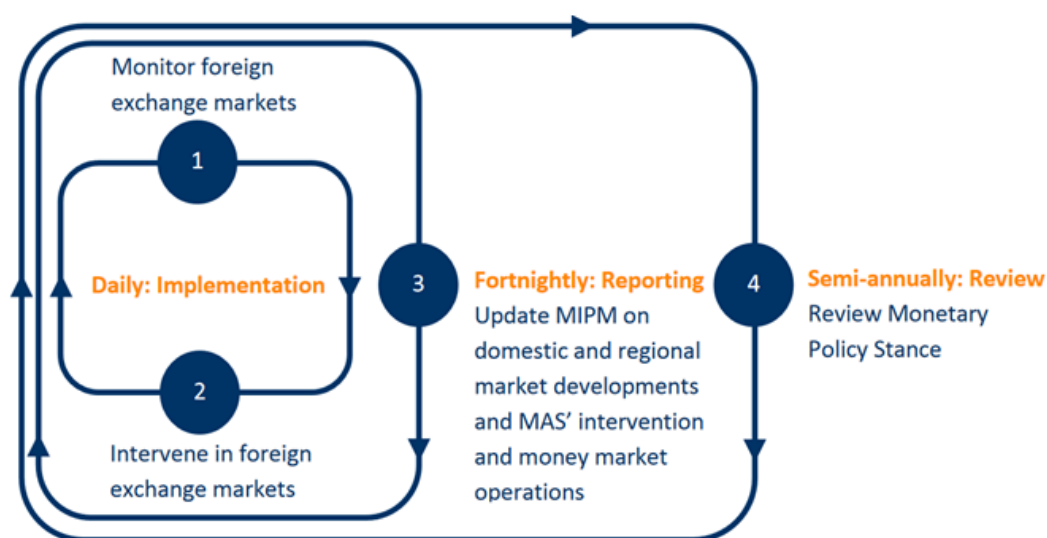 Monitor foreign
exchange markets
1
Daily: Implementation
2
Intervene in foreign
exchange markets
3
Fortnightly: Reporting
Update MIPM on
domestic and regional
market developments
and MAS’ intervention
and money market
operations
4
Semi-annually: Review
Review Monetary
Policy Stance